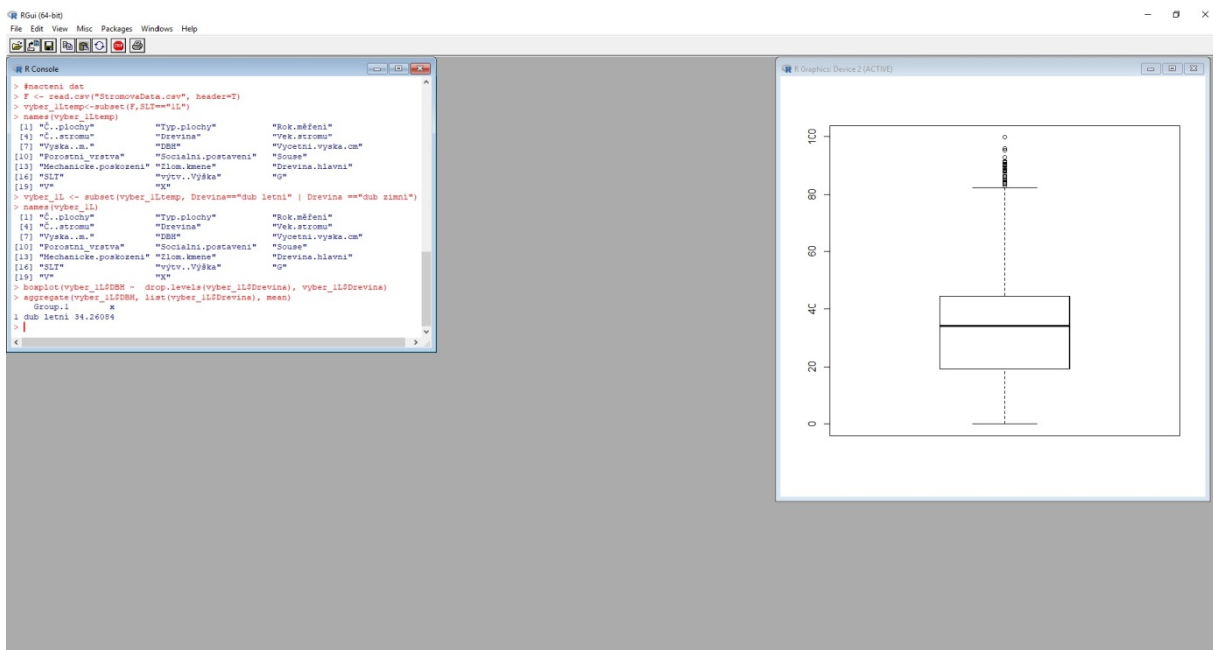 RGui (64-bit)
File Edit View Misc Packages Windows Help
R Console
> #nacteni dat
> F <- read.csv("StromovaData.csv", header=T)
> vyber_1Ltemp<-subset(F,SLT=="1L")
> names(vyber_1Ltemp)
[1] "Č..plochy" "Typ.plochy" "Rok.měření"
[4] "Č..stromu" "Drevina" "Vek.stromu"
[7] "Vyska..m." "DBH" "Vycetni.vyska.cm"
[10] "Porostni_vrstva" "Socialni.postaveni" "Souse"
[13] "Mechanicke.poskozeni" "Zlom.kmene" "Drevina.hlavni"
[16] "SLT" "výtv..Výška" "G"
[19] "V" "X"
> vyber_1L <- subset(vyber_1Ltemp, Drevina=="dub letni" | Drevina =="dub zimni")
> names(vyber_1L)
[1] "Č..plochy" "Typ.plochy" "Rok.měření"
[4] "Č..stromu" "Drevina" "Vek.stromu"
[7] "Vyska..m." "DBH" "Vycetni.vyska.cm"
[10] "Porostni_vrstva" "Socialni.postaveni" "Souse"
[13] "Mechanicke.poskozeni" "Zlom.kmene" "Drevina.hlavni"
[16] "SLT" "výtv..Výška" "G"
[19] "V" "X"
> boxplot(vyber_1L$DBH ~ drop.levels(vyber_1L$Drevina), vyber_1L$Drevina)
> aggregate(vyber_1L$DBH, list(vyber_1L$Drevina), mean)
Group.1 x
1 dub letni 34.26084
>
R Graphics: Device 2 (ACTIVE)
100
80
60
40
20
0